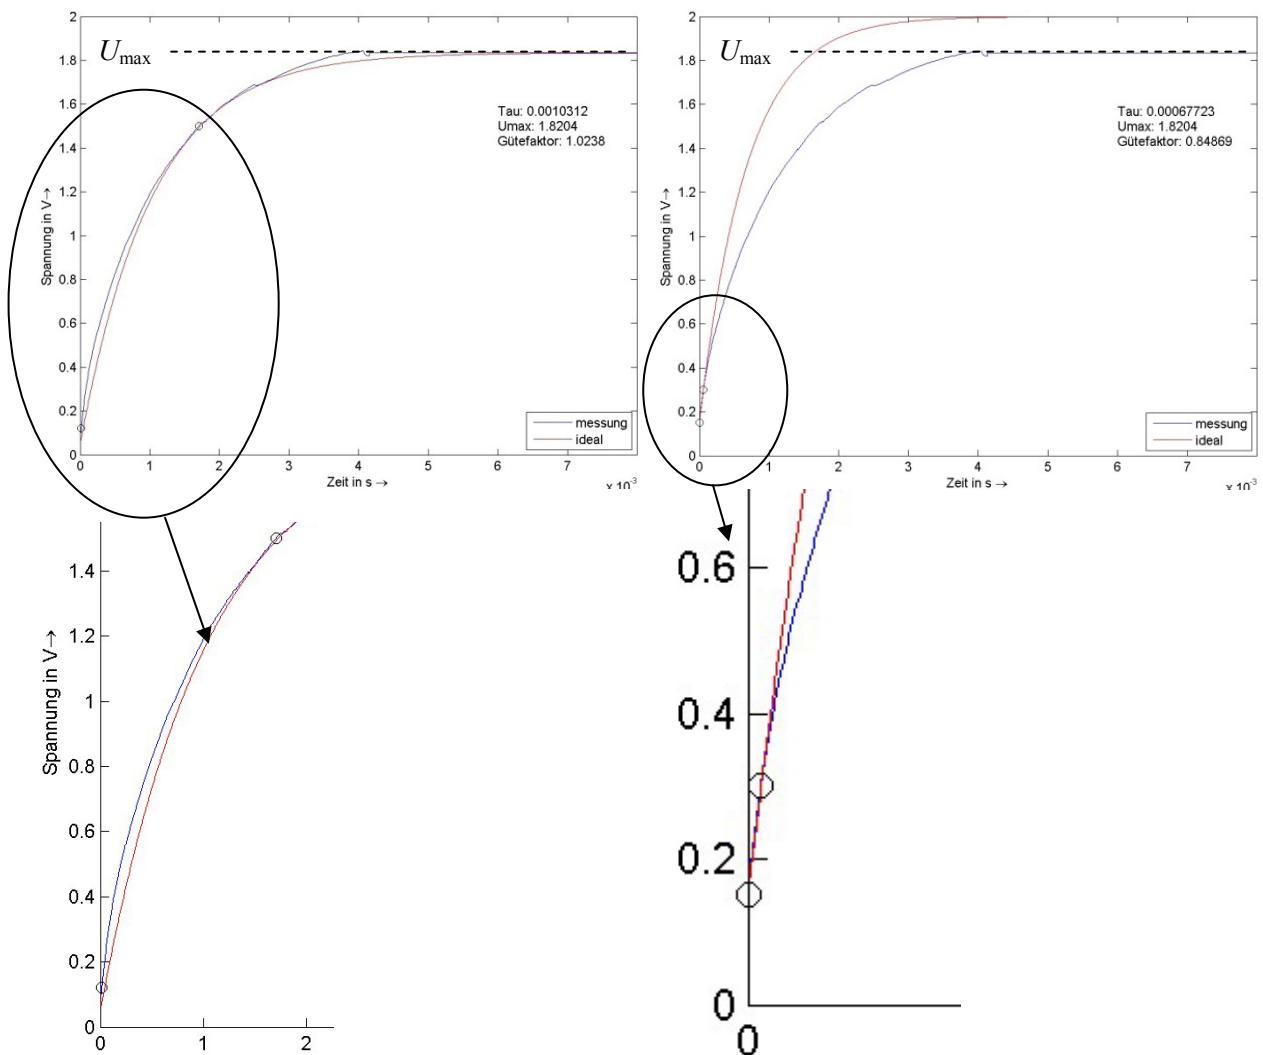 2
1.8
1.6
1.4
1.2
1
0.8
0.6
0.4
0.2
0
Spannung in V→
U max
Tau: 0.0010312
Umax: 1.8204
Gütefaktor: 1.0238
messung
ideal
0 1 2 3 4 5 6 7
Zeit in s →
x 10⁻³
2
1.8
1.6
1.4
1.2
1
0.8
0.6
0.4
0.2
0
Spannung in V→
U max
Tau: 0.00067723
Umax: 1.8204
Gütefaktor: 0.84869
messung
ideal
0 1 2 3 4 5 6 7
Zeit in s →
x 10⁻³
1.4
1.2
1
0.8
0.6
0.4
0.2
0
Spannung in V→
0 1 2
0.6
0.4
0.2
0
0